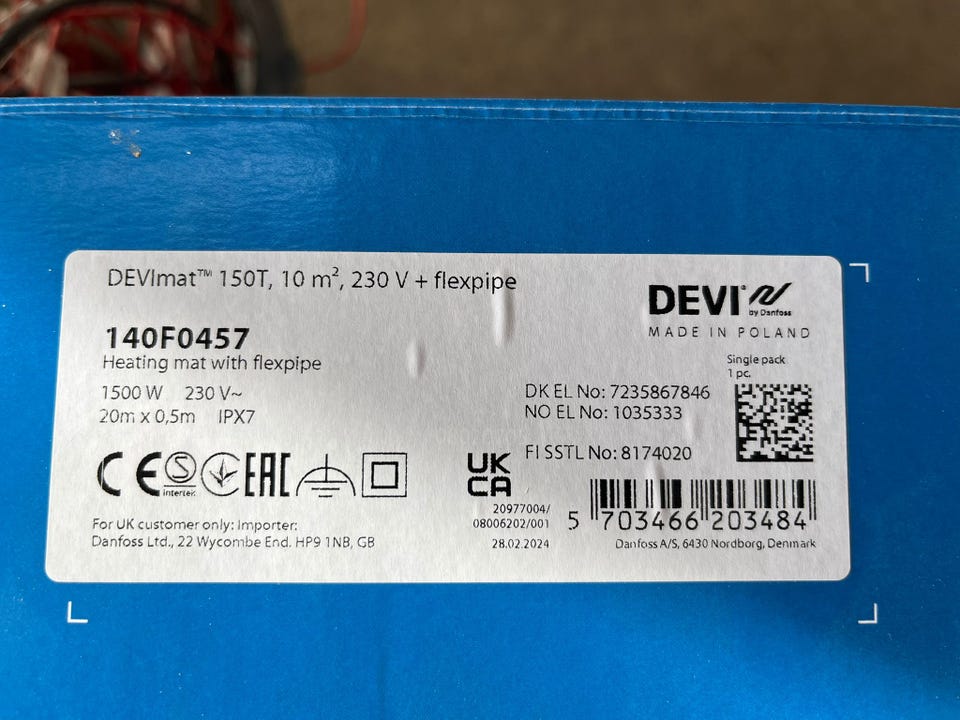 DEVImat™ 150T, 10 m², 230 V + flexpipe
DEVI®
by Danfoss
MADE IN POLAND
140F0457
Heating mat with flexpipe
1500 W 230 V~
20m x 0,5m IPX7
Single pack
1 pc.
DK EL No: 7235867846
NO EL No: 1035333
FI SSTL No: 8174020
CE S Intertek EAC
UK
CA
20977004/
08006202/001
28.02.2024
5 703466 203484
For UK customer only: Importer:
Danfoss Ltd., 22 Wycombe End. HP9 1NB, GB
Danfoss A/S, 6430 Nordborg, Denmark